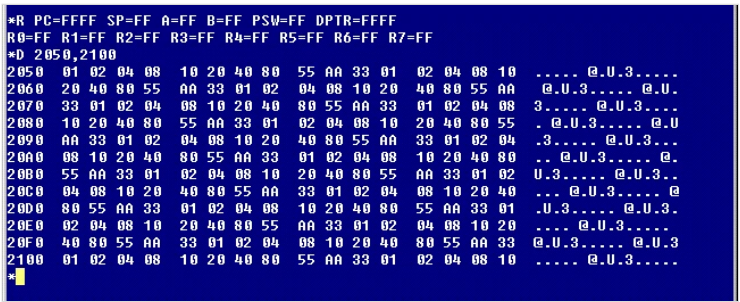 *R PC=FFFF SP=FF A=FF B=FF PSW=FF DPTR=FFFF
R0=FF R1=FF R2=FF R3=FF R4=FF R5=FF R6=FF R7=FF
*D 2050,2100
2050 01 02 04 08 10 20 40 80 55 AA 33 01 02 04 08 10 ..... @.U.3.....
2060 20 40 80 55 AA 33 01 02 04 08 10 20 40 80 55 AA  @.U.3..... @.U.
2070 33 01 02 04 08 10 20 40 80 55 AA 33 01 02 04 08 3..... @.U.3....
2080 10 20 40 80 55 AA 33 01 02 04 08 10 20 40 80 55 . @.U.3..... @.U
2090 AA 33 01 02 04 08 10 20 40 80 55 AA 33 01 02 04 .3..... @.U.3...
20A0 08 10 20 40 80 55 AA 33 01 02 04 08 10 20 40 80 .. @.U.3..... @.
20B0 55 AA 33 01 02 04 08 10 20 40 80 55 AA 33 01 02 U.3..... @.U.3..
20C0 04 08 10 20 40 80 55 AA 33 01 02 04 08 10 20 40 ... @.U.3..... @
20D0 80 55 AA 33 01 02 04 08 10 20 40 80 55 AA 33 01 .U.3..... @.U.3.
20E0 02 04 08 10 20 40 80 55 AA 33 01 02 04 08 10 20 .... @.U.3.....
20F0 40 80 55 AA 33 01 02 04 08 10 20 40 80 55 AA 33 @.U.3..... @.U.3
2100 01 02 04 08 10 20 40 80 55 AA 33 01 02 04 08 10 ..... @.U.3.....
*